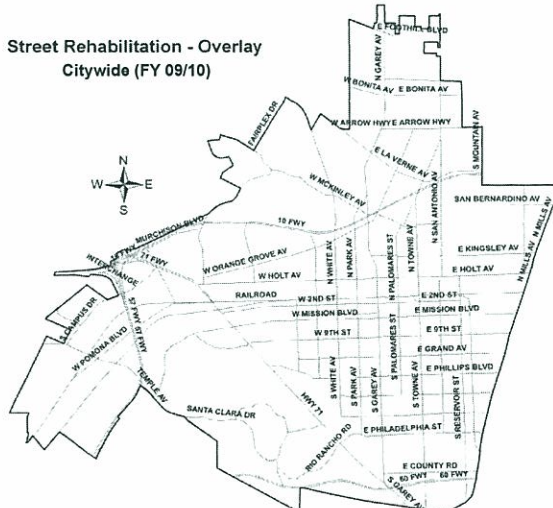 Street Rehabilitation - Overlay
Citywide (FY 09/10)
E FOOTHILL BLVD
N GAREY AV
W BONITA AV
E BONITA AV
FAIRPLEX DR
W ARROW HWY
E ARROW HWY
S MOUNTAIN AV
E LA VERNE AV
N
W E
S
W MCKINLEY AV
N SAN ANTONIO AV
SAN BERNARDINO AV
N MILLS AV
MURCHISON BLVD
10 FWY
57 FWY
71 FWY
INTERCHANGE
N WHITE AV
N PARK AV
N PALOMARES ST
N TOWNE AV
W ORANGE GROVE AV
E KINGSLEY AV
W HOLT AV
E HOLT AV
N MILLS AV
RAILROAD
W 2ND ST
E 2ND ST
S CAMPUS DR
57 FWY 57 FWY
W MISSION BLVD
E MISSION BLVD
W POMONA BLVD
W 9TH ST
E 9TH ST
S PALOMARES ST
E GRAND AV
TEMPLE AV
E PHILLIPS BLVD
S WHITE AV
S PARK AV
S GAREY AV
S TOWNE AV
S RESERVOIR ST
HWY 71
SANTA CLARA DR
RIO RANCHO RD
E PHILADELPHIA ST
E COUNTY RD
60 FWY 60 FWY
S GAREY AV